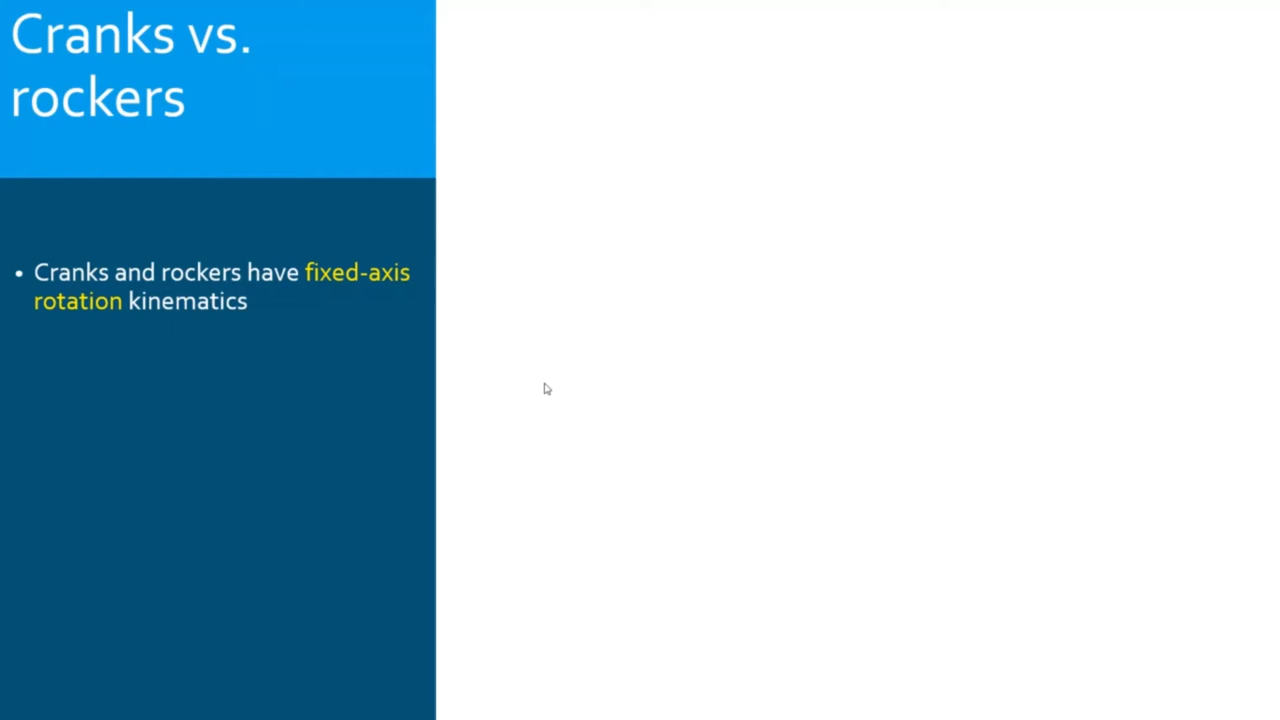 Cranks vs.
rockers
• Cranks and rockers have fixed-axis
rotation kinematics